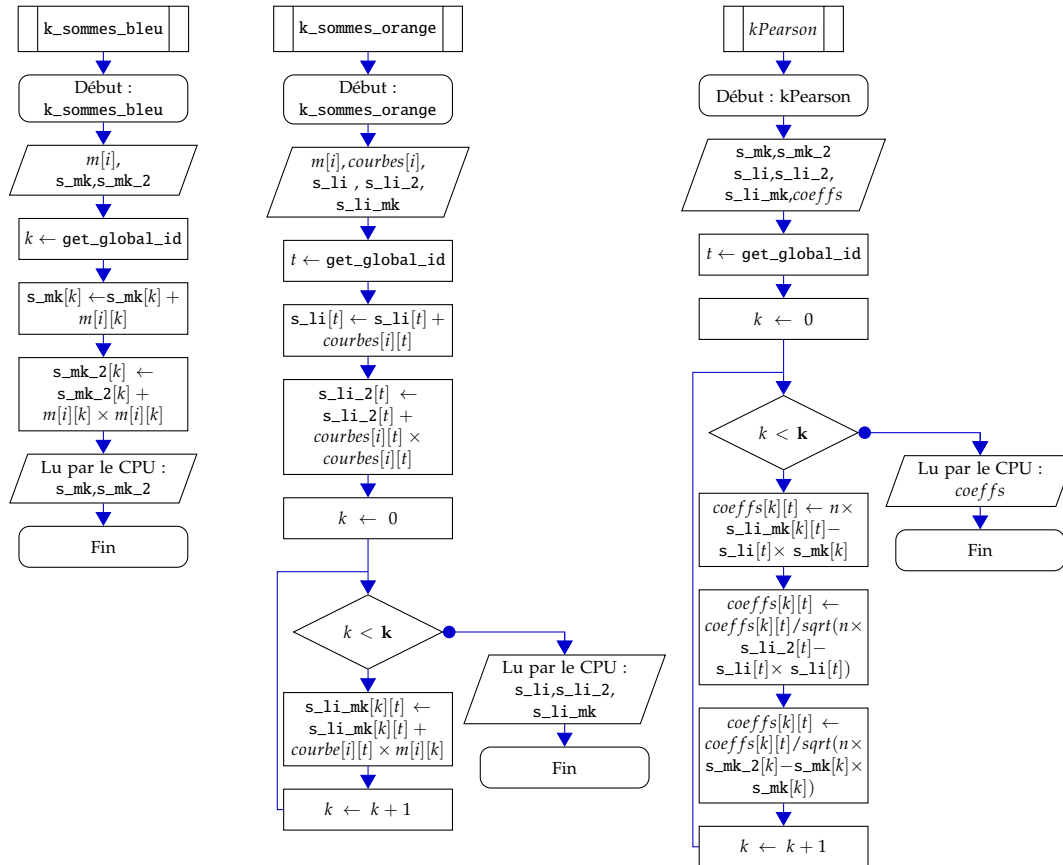 k_sommes_bleu
Début :
k_sommes_bleu
m[i],
s_mk,s_mk_2
k ← get_global_id
s_mk[k] ←s_mk[k] +
m[i][k]
s_mk_2[k] ←
s_mk_2[k] +
m[i][k] × m[i][k]
Lu par le CPU :
s_mk,s_mk_2
Fin
k_sommes_orange
Début :
k_sommes_orange
m[i],courbes[i],
s_li , s_li_2,
s_li_mk
t ← get_global_id
s_li[t] ← s_li[t] +
courbes[i][t]
s_li_2[t] ←
s_li_2[t] +
courbes[i][t] ×
courbes[i][t]
k ← 0
k < k
Lu par le CPU :
s_li,s_li_2,
s_li_mk
Fin
s_li_mk[k][t] ←
s_li_mk[k][t] +
courbe[i][t] × m[i][k]
k ← k + 1
kPearson
Début : kPearson
s_mk,s_mk_2
s_li,s_li_2,
s_li_mk,coeffs
t ← get_global_id
k ← 0
k < k
Lu par le CPU :
coeffs
Fin
coeffs[k][t] ← n×
s_li_mk[k][t]−
s_li[t]× s_mk[k]
coeffs[k][t] ←
coeffs[k][t]/sqrt(n×
s_li_2[t]−
s_li[t]× s_li[t])
coeffs[k][t] ←
coeffs[k][t]/sqrt(n×
s_mk_2[k]−s_mk[k]×
s_mk[k])
k ← k + 1